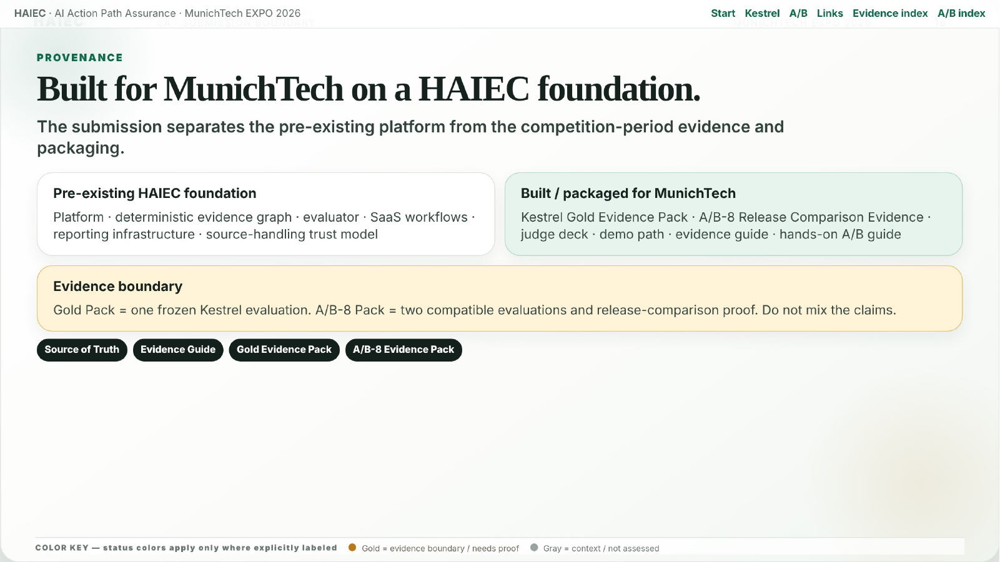 HAIEC · AI Action Path Assurance · MunichTech EXPO 2026
Start Kestrel A/B Links Evidence index A/B index
HAIEC 0A SUBMISSION BOUNDARY MUNICHTECH EXPO 2026
PROVENANCE
Built for MunichTech on a HAIEC foundation.
The submission separates the pre-existing platform from the competition-period evidence and
packaging.
Pre-existing HAIEC foundation
Platform · deterministic evidence graph · evaluator · SaaS workflows ·
reporting infrastructure · source-handling trust model
Built / packaged for MunichTech
Kestrel Gold Evidence Pack · A/B-8 Release Comparison Evidence ·
judge deck · demo path · evidence guide · hands-on A/B guide
Evidence boundary
Gold Pack = one frozen Kestrel evaluation. A/B-8 Pack = two compatible evaluations and release-comparison proof. Do not mix the claims.
Source of Truth Evidence Guide Gold Evidence Pack A/B-8 Evidence Pack
COLOR KEY — status colors apply only where explicitly labeled Gold = evidence boundary / needs proof Gray = context / not assessed